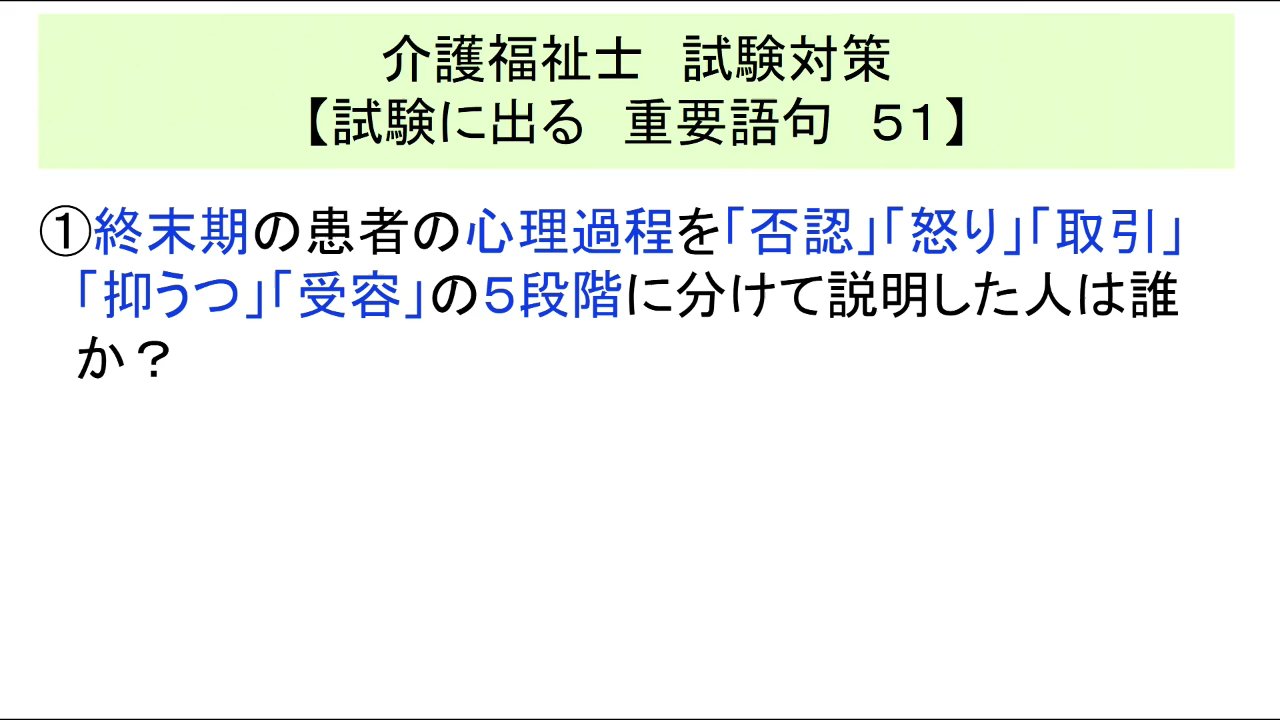 介護福祉士　試験対策
【試験に出る　重要語句　５１】
①終末期の患者の心理過程を「否認」「怒り」「取引」
「抑うつ」「受容」の５段階に分けて説明した人は誰
か？